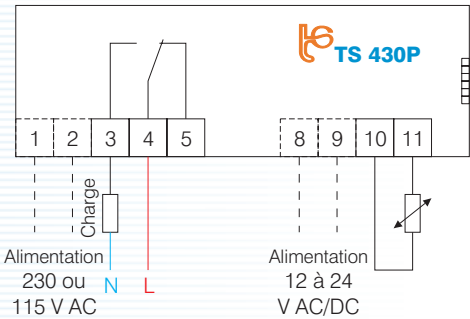 TS 430P
1 2 3 4 5 8 9 10 11
Charge
Alimentation
230 ou
115 V AC
N L
Alimentation
12 à 24
V AC/DC